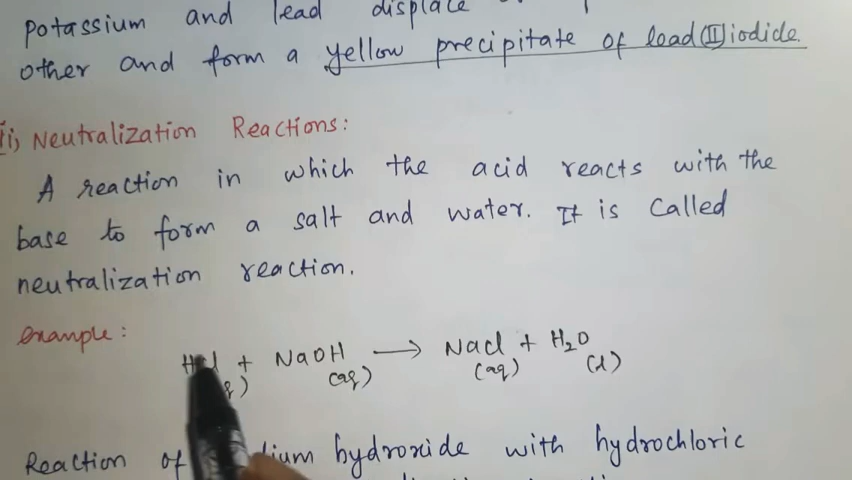 potassium and lead displace
other and form a yellow precipitate of lead(II)iodide.
ii, Neutralization Reactions:
A reaction in which the acid reacts with the
base to form a salt and water. It is called
neutralization reaction.
Example:
HCl + NaOH → NaCl + H₂O
(aq) (aq) (l)
Reaction of hydroxide with hydrochloric